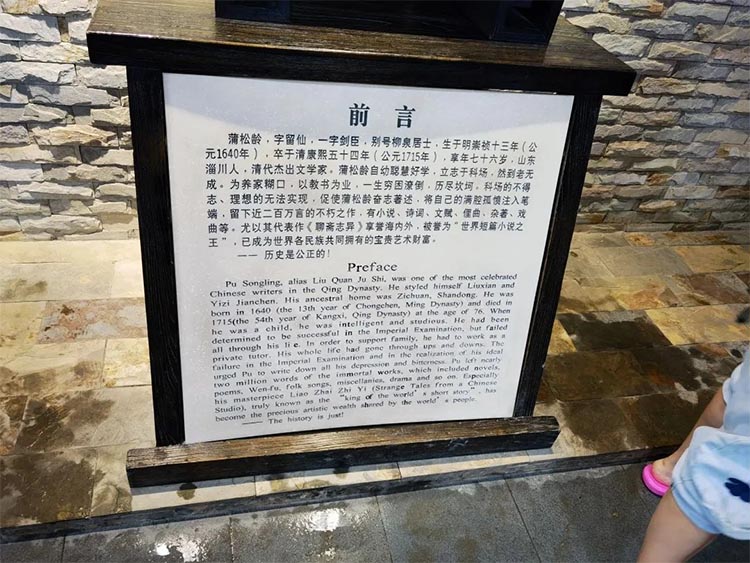 前言
蒲松龄，字留仙，一字剑臣，别号柳泉居士，生于明崇祯十三年（公
元1640年），卒于清康熙五十四年（公元1715年），享年七十六岁，山东
淄川人，清代杰出文学家。蒲松龄自幼聪慧好学，立志于科场，然到老无
成。为养家糊口，以教书为业，一生穷困潦倒，历尽坎坷。科场的不得
志、理想的无法实现，促使蒲松龄奋志著述，将自己的满腔孤愤注入笔
端，留下近二百万言的不朽之作，有小说、诗词、文赋、俚曲、杂著、戏
曲等。尤以其代表作《聊斋志异》享誉海内外，被誉为“世界短篇小说之
王”，已成为世界各民族共同拥有的宝贵艺术财富。
—— 历史是公正的！
Preface
Pu Songling, alias Liu Quan Ju Shi, was one of the most celebrated
Chinese writers in the Qing Dynasty. He styled himself Liuxian and
Yizi Jianchen. His ancestral home was Zichuan, Shandong. He was
born in 1640 (the 13th year of Chongchen, Ming Dynasty) and died in
1715(the 54th year of Kangxi, Qing Dynasty) at the age of 76. When
he was a child, he was intelligent and studious. He had been
determined to be successful in the Imperial Examination, but failed
all through his li e. In order to support family, he had to work as a
private tutor. His whole life had gone through ups and downs. The
failure in the Imperial Examination and in the realization of his ideal
urged Pu to write down all his depression and bitterness. Pu left nearly
two million words of the immortal works, which included novels,
poems, Wen-fu, folk songs, miscellanies, drama and so on. Especially
his masterpiece Liao Zhai Zhi Yi (Strange Tales from a Chinese
Studio), truly known as the “king of the world’s short story”, has
become the precious artistic wealth shared by the world’s people.
—— The history is just!